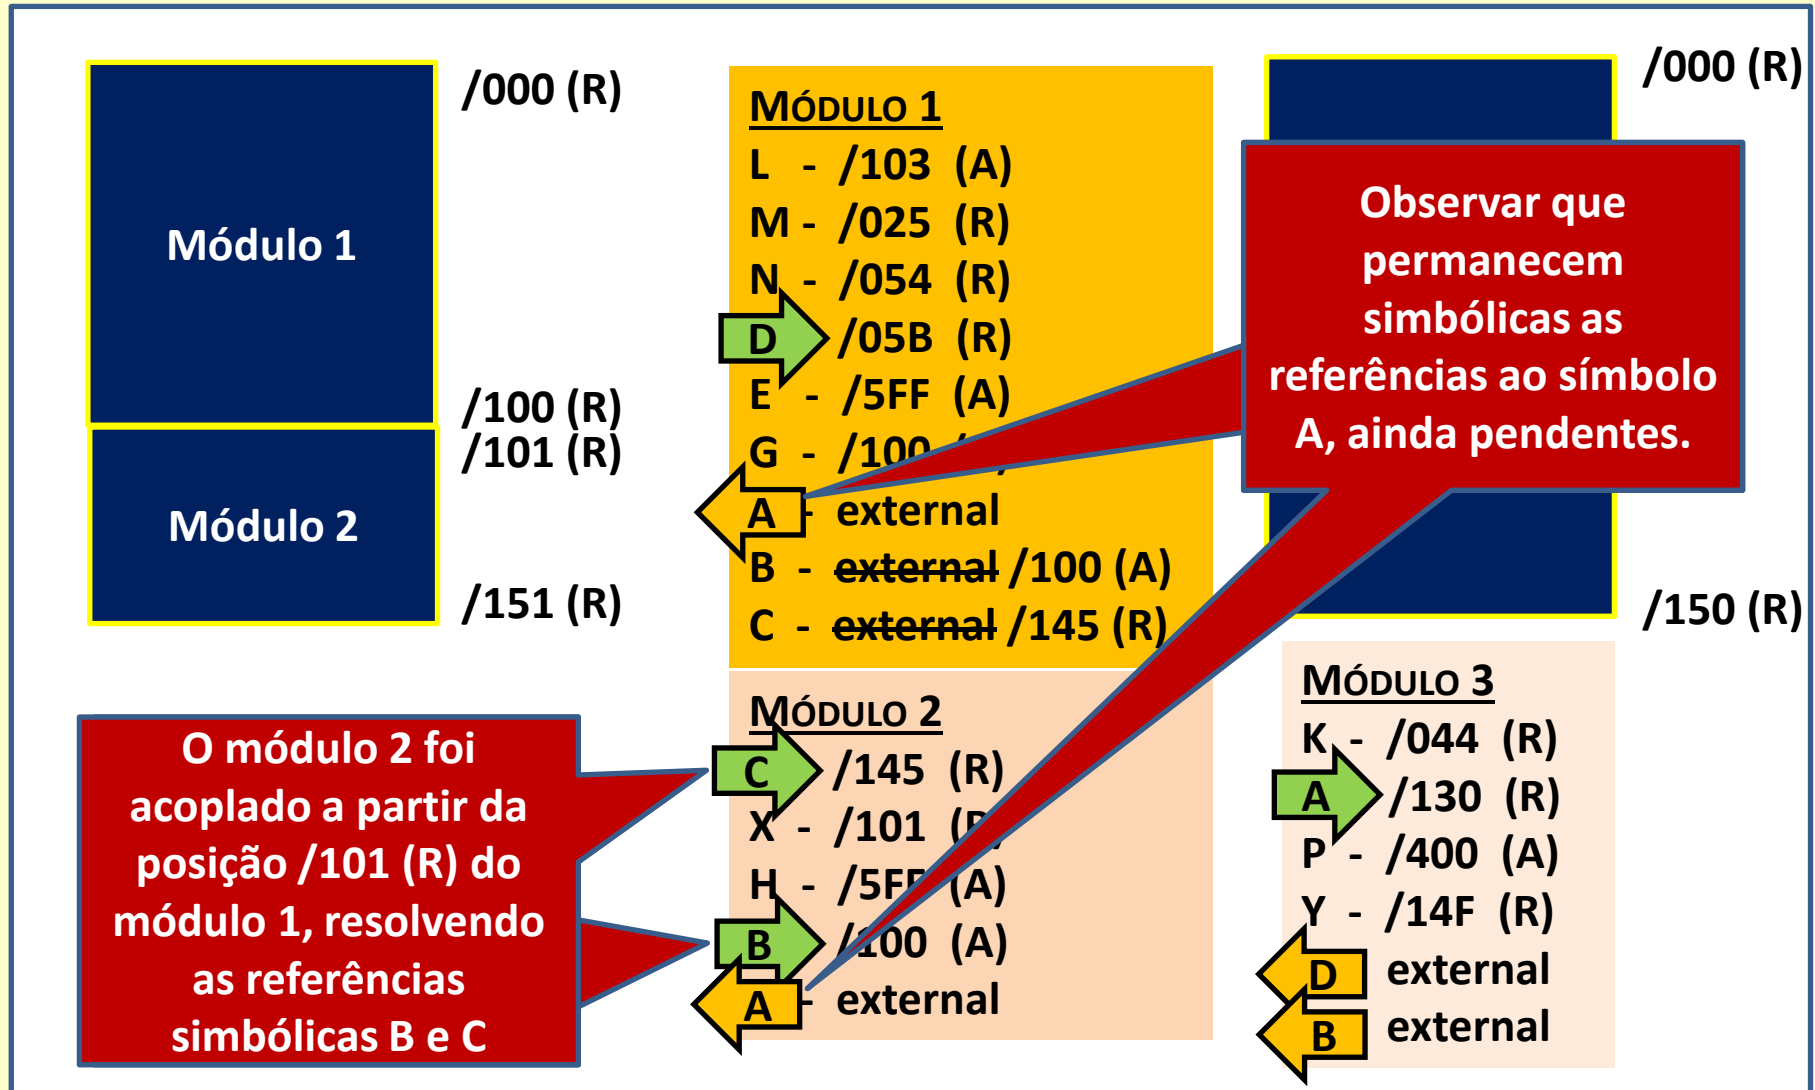 Módulo 1
/000 (R)
/100 (R)
/101 (R)
Módulo 2
/151 (R)
MÓDULO 1
L - /103 (A)
M - /025 (R)
N - /054 (R)
D /05B (R)
E - /5FF (A)
G - /100
A - external
B - external /100 (A)
C - external /145 (R)
MÓDULO 2
C /145 (R)
X - /101
H - /5FF (A)
B /100 (A)
A - external
/000 (R)
Observar que
permanecem
simbólicas as
referências ao símbolo
A, ainda pendentes.
/150 (R)
MÓDULO 3
K - /044 (R)
A /130 (R)
P - /400 (A)
Y - /14F (R)
D external
B external
O módulo 2 foi
acoplado a partir da
posição /101 (R) do
módulo 1, resolvendo
as referências
simbólicas B e C